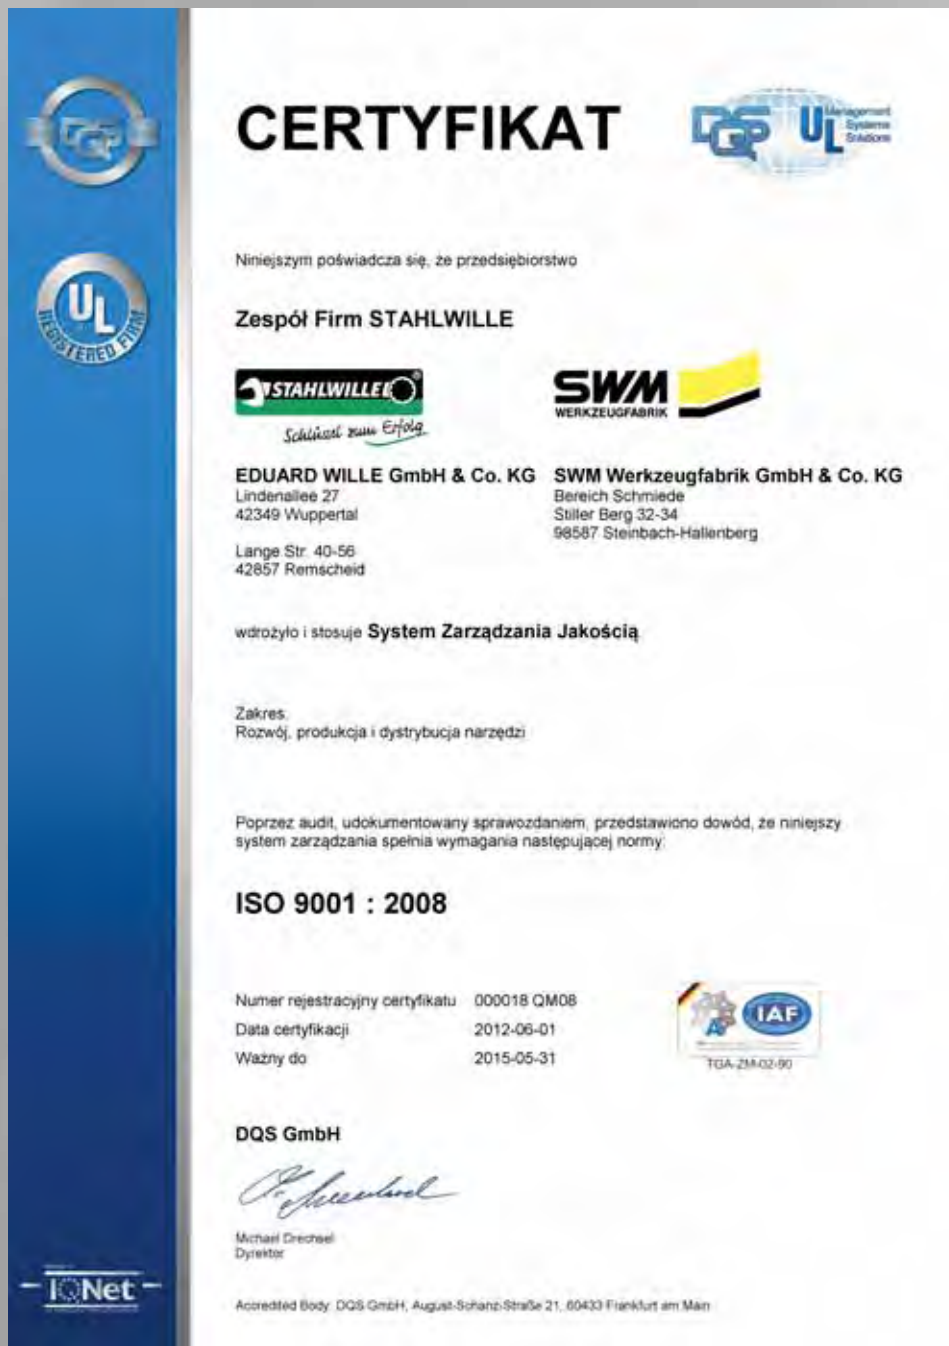 CERTYFIKAT
DQS
UL
Management
Systems
Solutions
DQS
UL
REGISTERED FIRM
Niniejszym poświadcza się, że przedsiębiorstwo
Zespół Firm STAHLWILLE
STAHLWILLE
Schlüssel zum Erfolg
SWM
WERKZEUGFABRIK
EDUARD WILLE GmbH & Co. KG
Lindenallee 27
42349 Wuppertal
Lange Str. 40-56
42857 Remscheid
SWM Werkzeugfabrik GmbH & Co. KG
Bereich Schmiede
Stiller Berg 32-34
98587 Steinbach-Hallenberg
wdrożyło i stosuje System Zarządzania Jakością
Zakres:
Rozwój, produkcja i dystrybucja narzędzi
Poprzez audit, udokumentowany sprawozdaniem, przedstawiono dowód, że niniejszy
system zarządzania spełnia wymagania następującej normy:
ISO 9001 : 2008
Numer rejestracyjny certyfikatu 000018 QM08
Data certyfikacji 2012-06-01
Ważny do 2015-05-31
IAF
TGA-ZM-02-90
DQS GmbH
Michael Drechsel
Dyrektor
IQNet
Accredited Body: DQS GmbH, August-Schanz-Straße 21, 60433 Frankfurt am Main